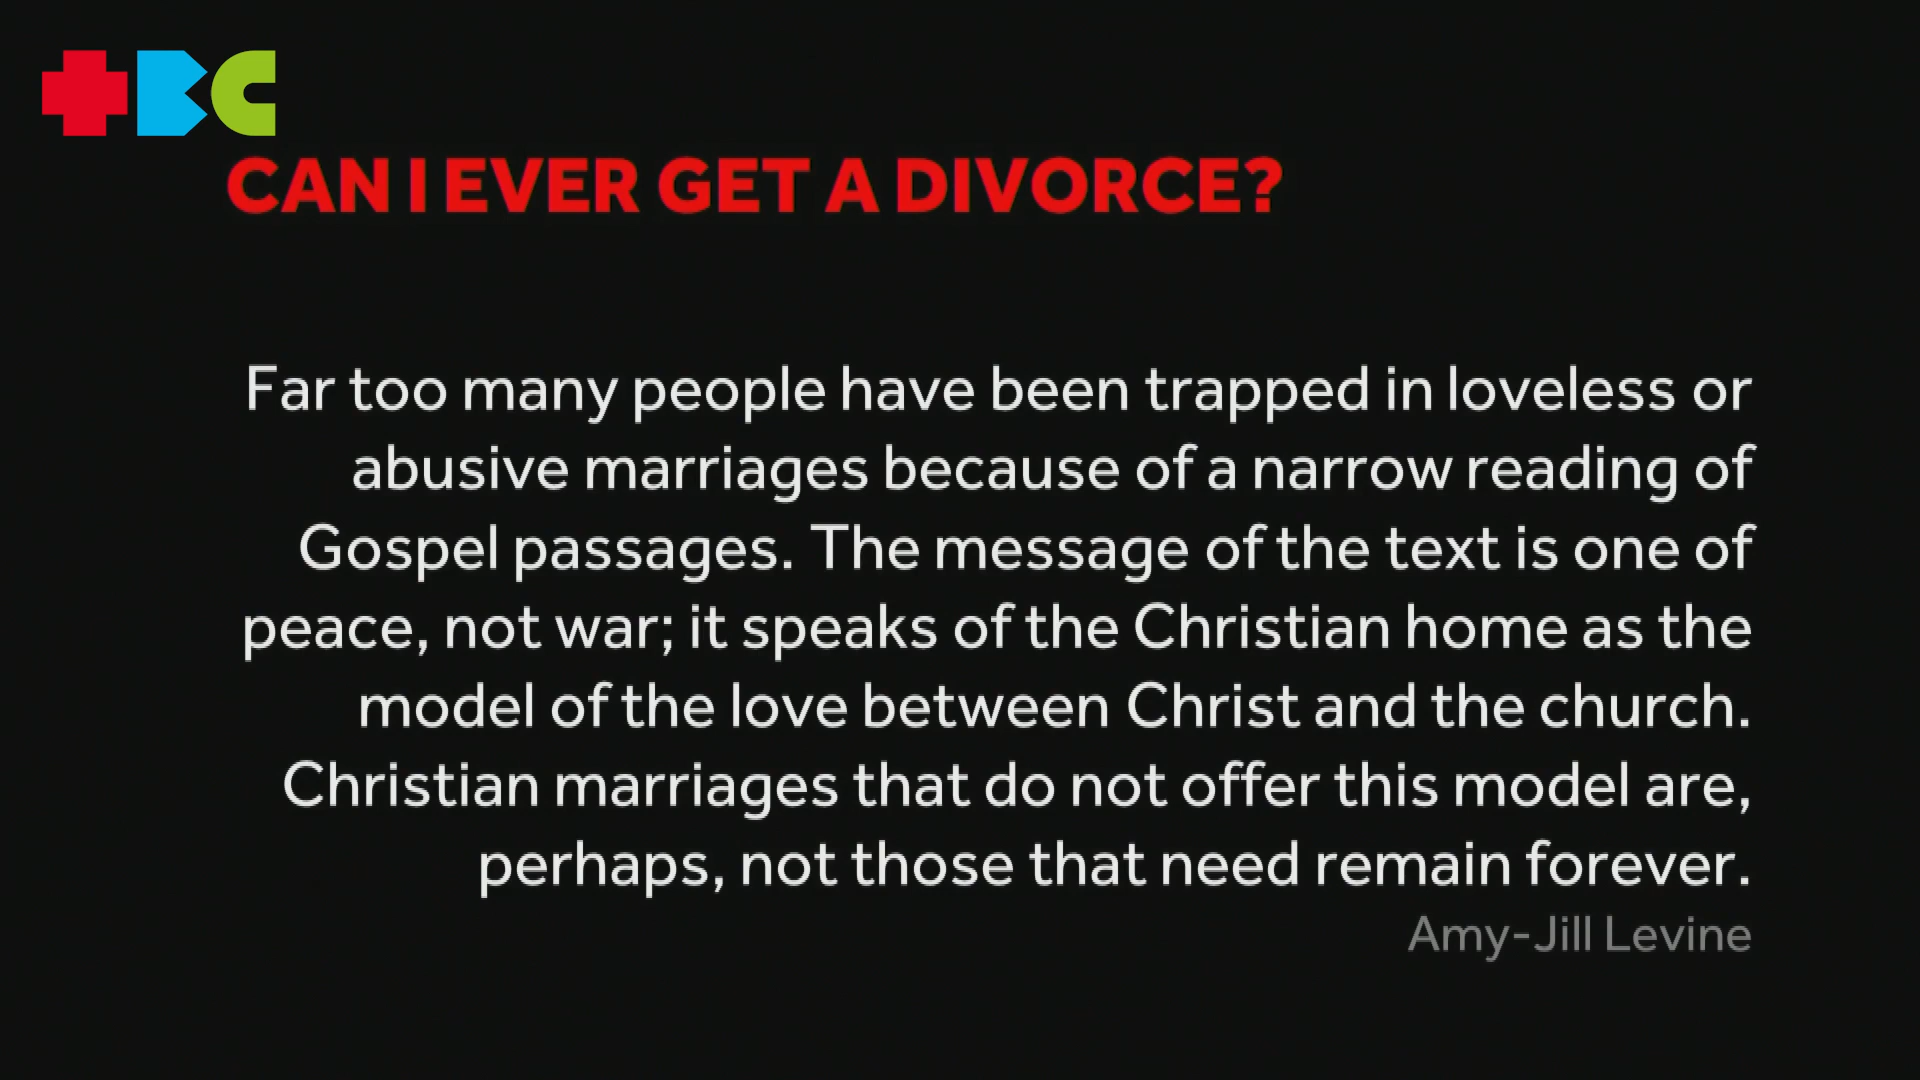 BC
CAN I EVER GET A DIVORCE?
Far too many people have been trapped in loveless or
abusive marriages because of a narrow reading of
Gospel passages. The message of the text is one of
peace, not war; it speaks of the Christian home as the
model of the love between Christ and the church.
Christian marriages that do not offer this model are,
perhaps, not those that need remain forever.
Amy-Jill Levine